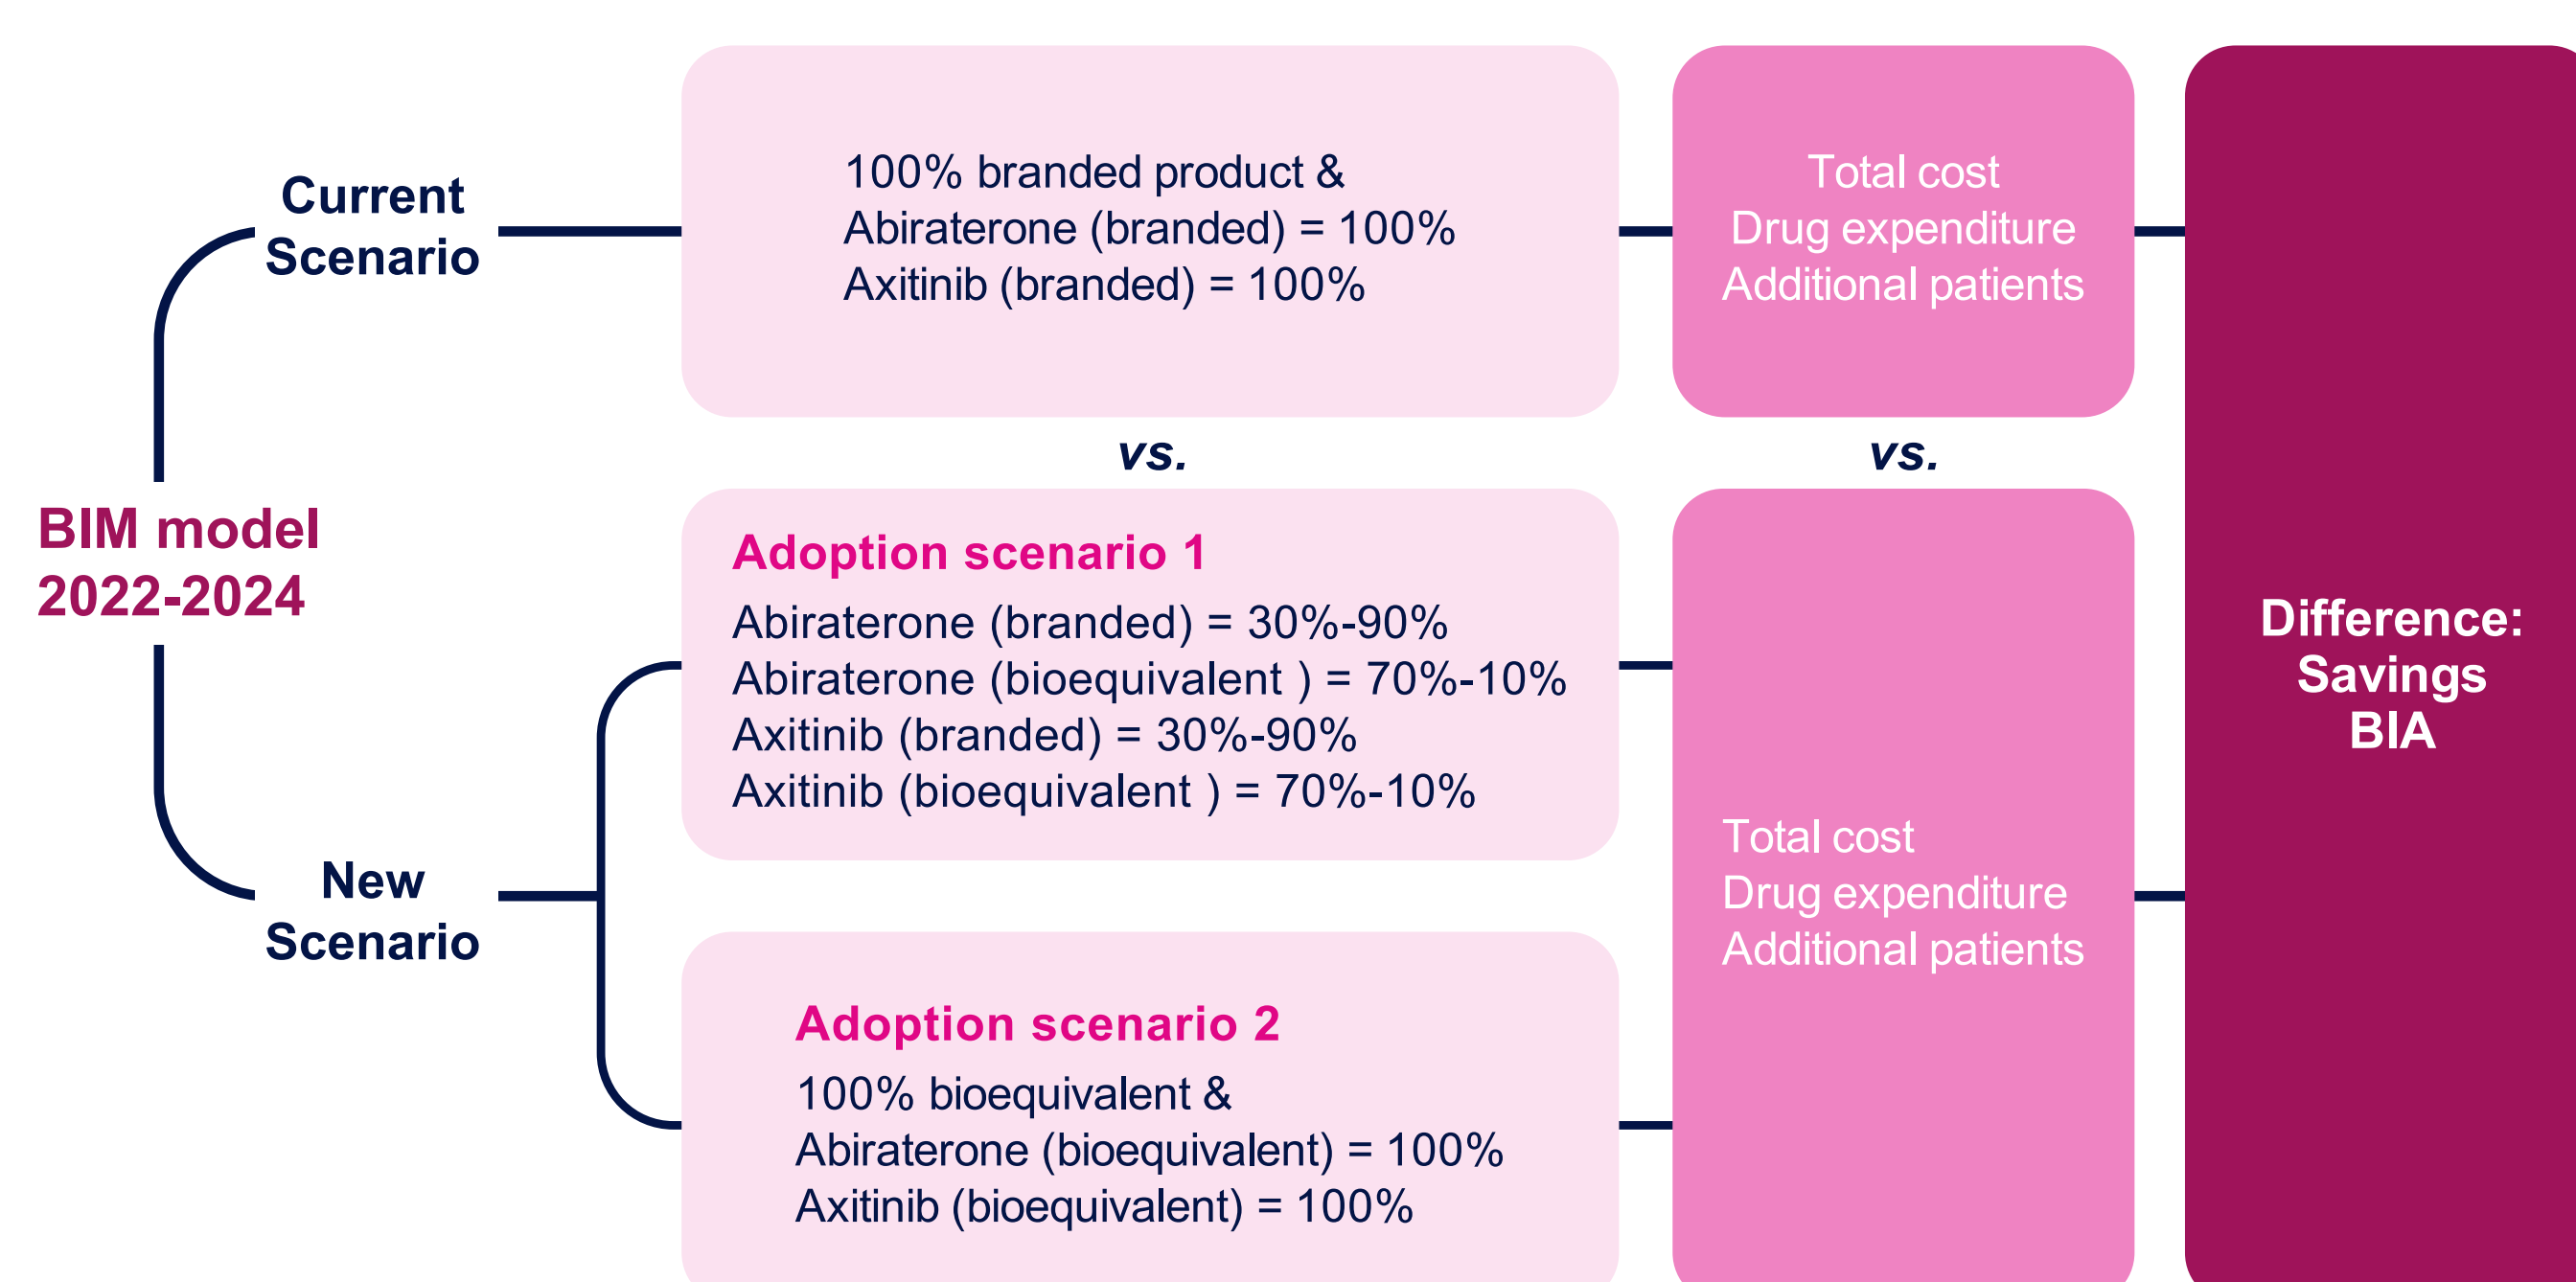 BIM model
2022-2024
Current
Scenario
100% branded product &
Abiraterone (branded) = 100%
Axitinib (branded) = 100%
Total cost
Drug expenditure
Additional patients
vs.
vs.
New
Scenario
Adoption scenario 1
Abiraterone (branded) = 30%-90%
Abiraterone (bioequivalent ) = 70%-10%
Axitinib (branded) = 30%-90%
Axitinib (bioequivalent ) = 70%-10%
Adoption scenario 2
100% bioequivalent &
Abiraterone (bioequivalent) = 100%
Axitinib (bioequivalent) = 100%
Total cost
Drug expenditure
Additional patients
Difference:
Savings
BIA